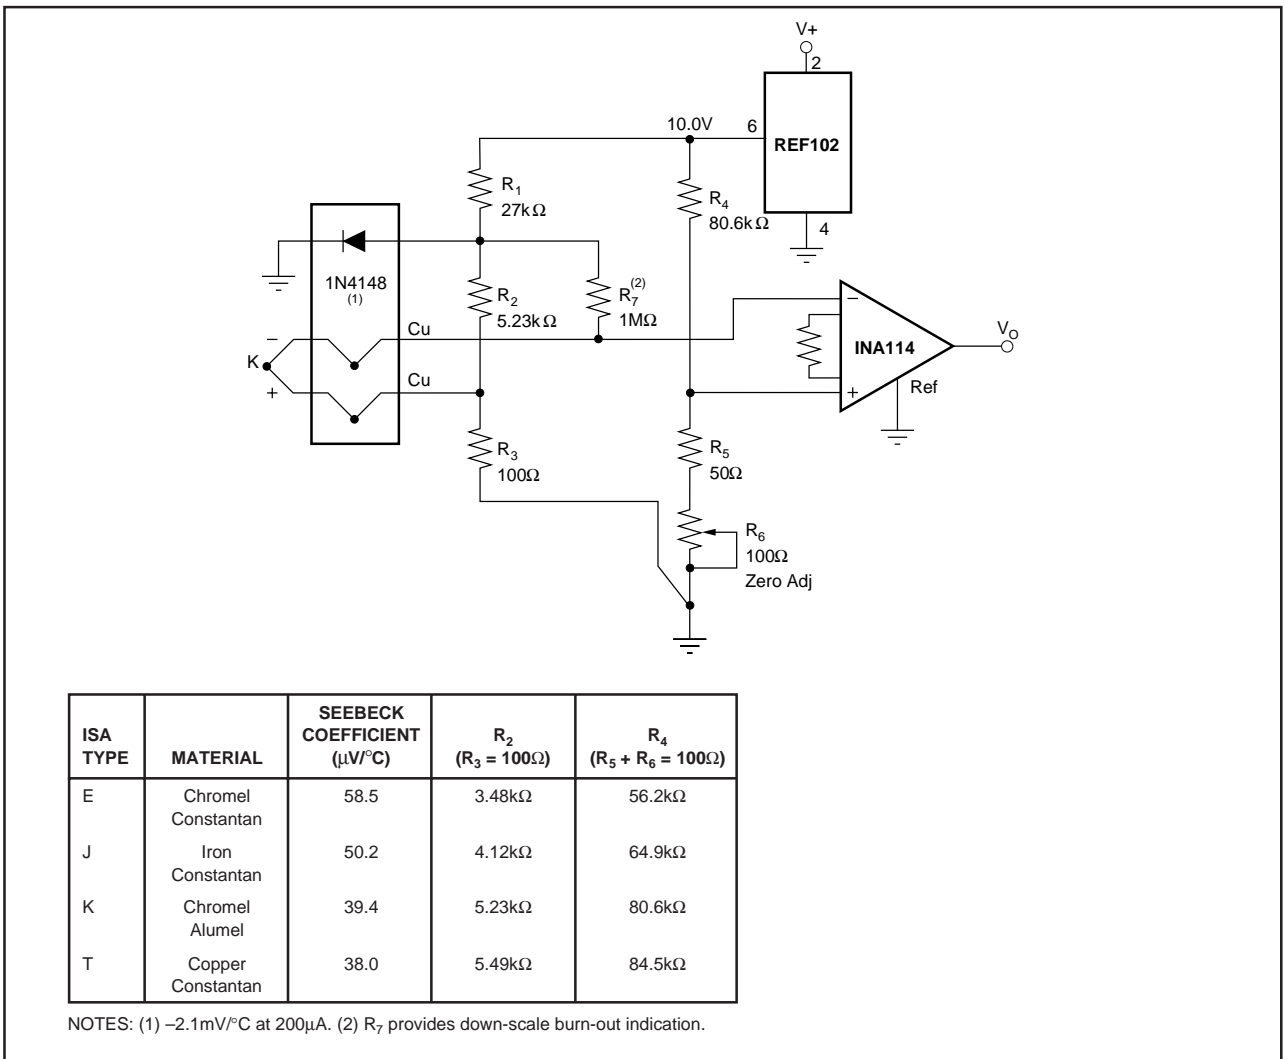 V+
2
10.0V
6
REF102
R1
27kΩ
R4
80.6kΩ
4
1N4148
(1)
R2
5.23kΩ
R7(2)
1MΩ
–
INA114
VO
+
Ref
Cu
–
K
Cu
+
R3
100Ω
R5
50Ω
R6
100Ω
Zero Adj
ISA TYPE MATERIAL SEEBECK COEFFICIENT (µV/°C) R2 (R3 = 100Ω) R4 (R5 + R6 = 100Ω)
E Chromel Constantan 58.5 3.48kΩ 56.2kΩ
J Iron Constantan 50.2 4.12kΩ 64.9kΩ
K Chromel Alumel 39.4 5.23kΩ 80.6kΩ
T Copper Constantan 38.0 5.49kΩ 84.5kΩ
NOTES: (1) –2.1mV/°C at 200µA. (2) R7 provides down-scale burn-out indication.